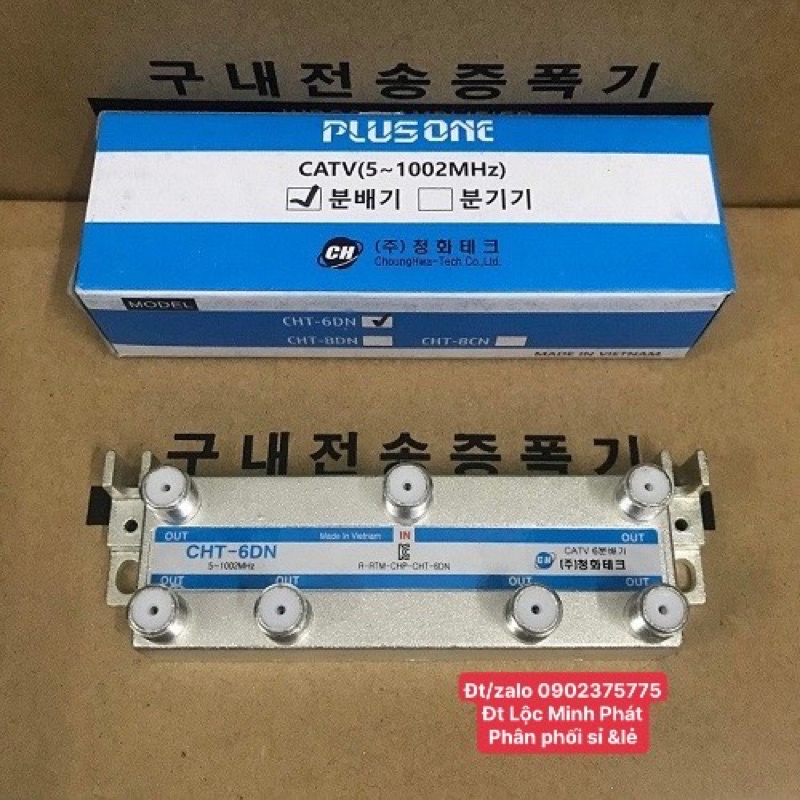 구내전송증폭기
PLUS ONE
CATV(5~1002MHz)
분배기 분기기
CH (주)청화테크
ChoungHwa-Tech Co.,Ltd.
MODEL
CHT-6DN
CHT-8DN CHT-8CN
MADE IN VIETNAM
구내전송증폭기
OUT Made in Vietnam IN OUT
CHT-6DN CATV 6분배기
5~1002MHz R-RTM-CHP-CHT-6DN CH (주)청화테크
OUT OUT OUT OUT
Đt/zalo 0902375775
Đt Lộc Minh Phát
Phân phối sỉ &lẻ